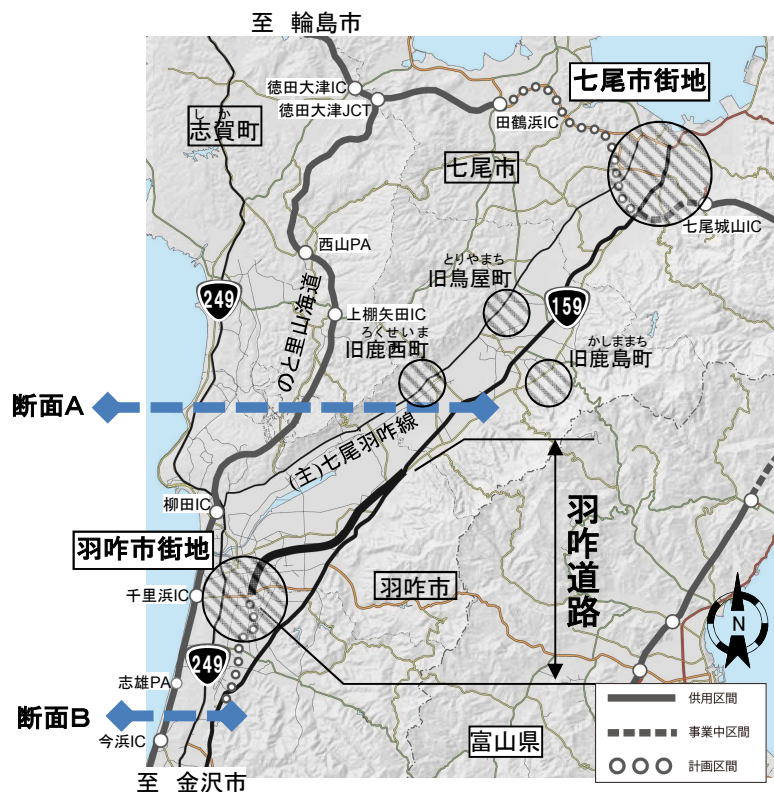 至 輪島市
徳田大津IC
徳田大津JCT
七尾市街地
しか
志賀町
田鶴浜IC
七尾市
七尾城山IC
西山PA
とりやまち
旧鳥屋町
249
のと里山海道
159
上棚矢田IC
ろくせいま
旧鹿西町
かしままち
旧鹿島町
断面A
(主)七尾羽咋線
柳田IC
羽咋市街地
羽咋道路
千里浜IC
羽咋市
N
249
志雄PA
断面B
今浜IC
富山県
供用区間
事業中区間
計画区間
至 金沢市